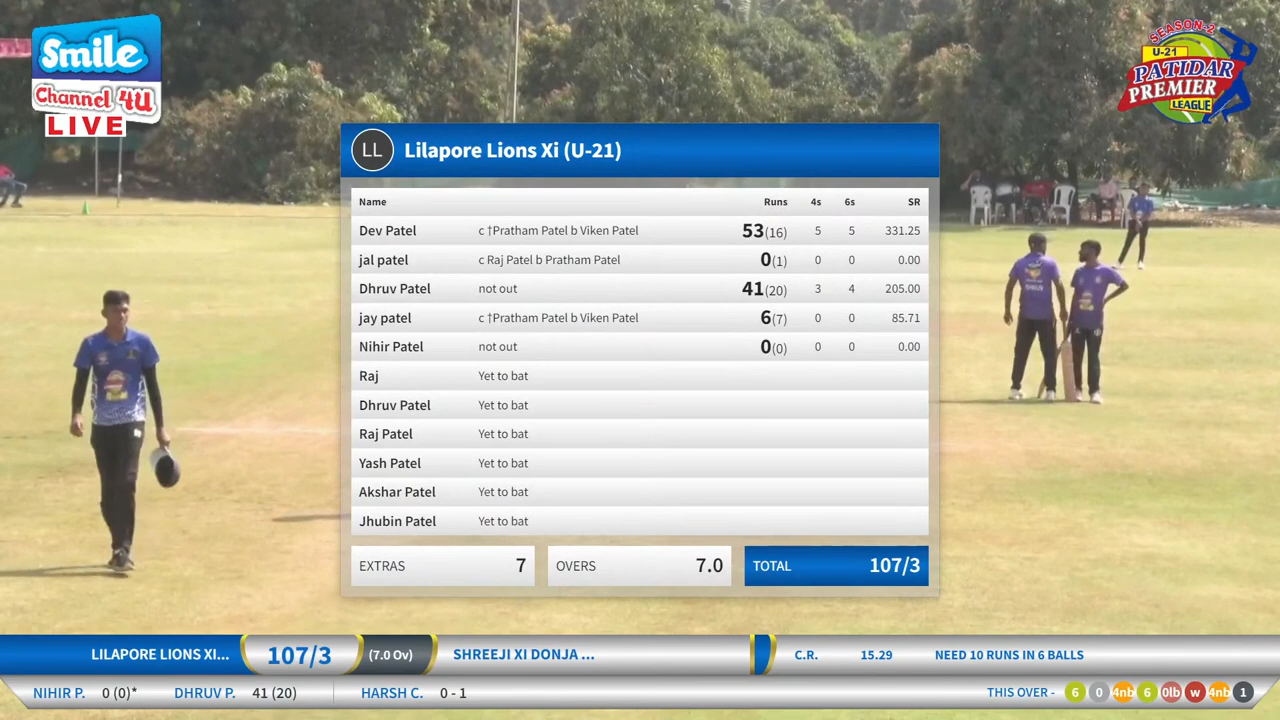 Smile
Channel 4U
LIVE
SEASON-2
U-21
PATIDAR
PREMIER
LEAGUE
LL
Lilapore Lions Xi (U-21)
Name Runs 4s 6s SR
Dev Patel c †Pratham Patel b Viken Patel 53(16) 5 5 331.25
jal patel c Raj Patel b Pratham Patel 0(1) 0 0 0.00
Dhruv Patel not out 41(20) 3 4 205.00
jay patel c †Pratham Patel b Viken Patel 6(7) 0 0 85.71
Nihir Patel not out 0(0) 0 0 0.00
Raj Yet to bat
Dhruv Patel Yet to bat
Raj Patel Yet to bat
Yash Patel Yet to bat
Akshar Patel Yet to bat
Jhubin Patel Yet to bat
EXTRAS 7 OVERS 7.0 TOTAL 107/3
LILAPORE LIONS XI... 107/3 (7.0 Ov) SHREEJI XI DONJA ... C.R. 15.29 NEED 10 RUNS IN 6 BALLS
NIHIR P. 0 (0)* DHRUV P. 41 (20) HARSH C. 0 - 1 THIS OVER - 6 0 4nb 6 0lb w 4nb 1
DHRUV